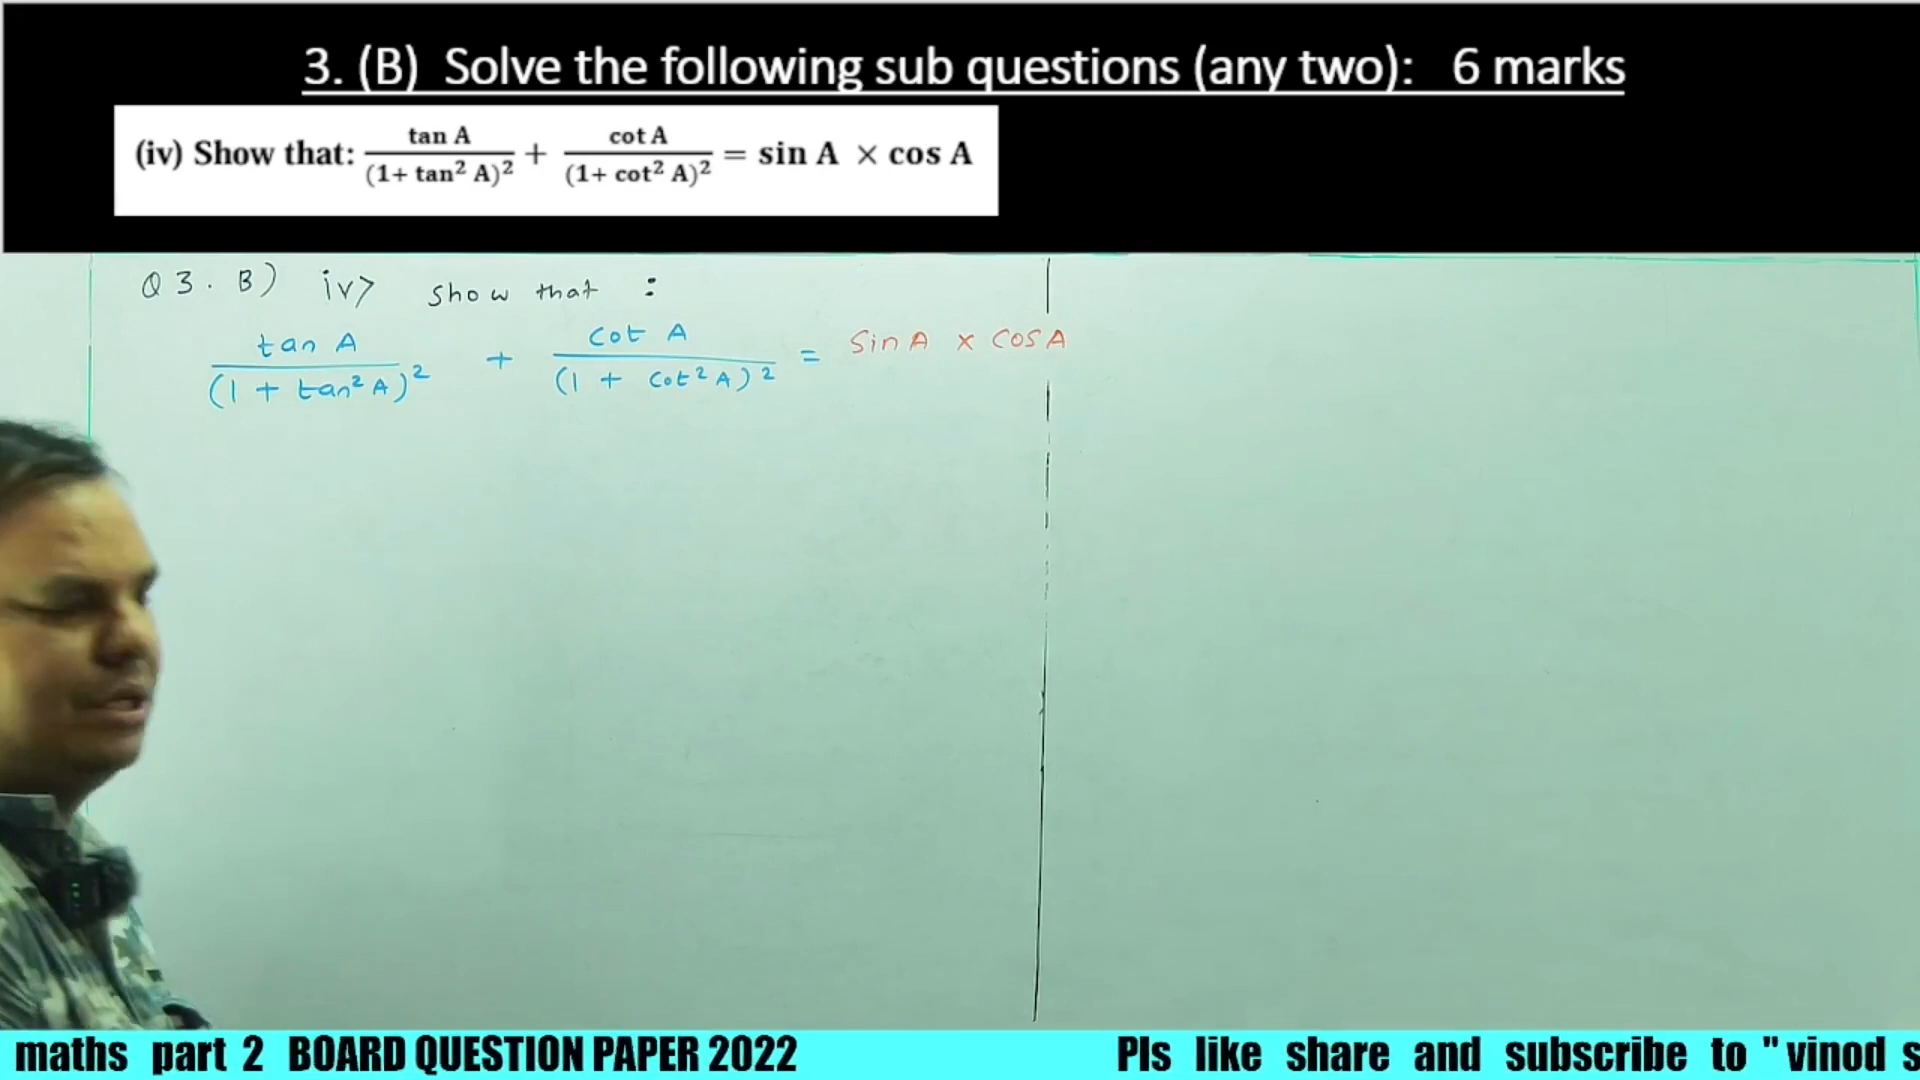 3. (B) Solve the following sub questions (any two): 6 marks
(iv) Show that: tan A / (1+ tan² A)² + cot A / (1+ cot² A)² = sin A × cos A
Q 3. B) iv> show that :
tan A / (1 + tan² A)² + cot A / (1 + cot² A)² = sin A × cos A
maths part 2 BOARD QUESTION PAPER 2022 Pls like share and subscribe to "vinod s